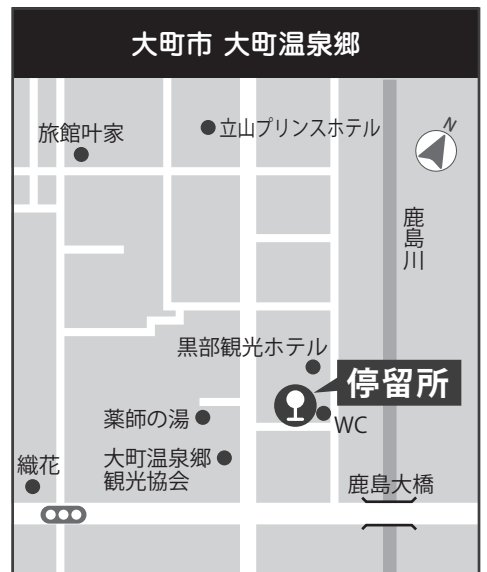 大町市 大町温泉郷
N
旅館叶家
立山プリンスホテル
鹿島川
黒部観光ホテル
停留所
薬師の湯
WC
大町温泉郷
観光協会
織花
鹿島大橋